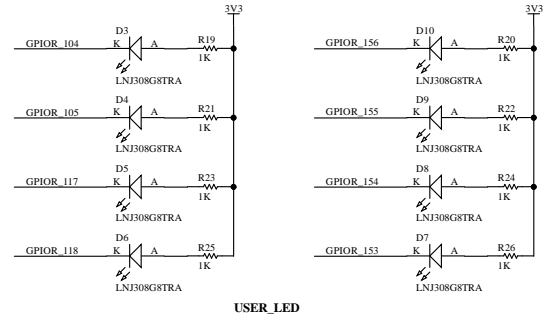 3V3 3V3
D3 D10
GPIOR_104 K A R19 GPIOR_156 K A R20
1K 1K
LNJ308G8TRA LNJ308G8TRA
D4 D9
GPIOR_105 K A R21 GPIOR_155 K A R22
1K 1K
LNJ308G8TRA LNJ308G8TRA
D5 D8
GPIOR_117 K A R23 GPIOR_154 K A R24
1K 1K
LNJ308G8TRA LNJ308G8TRA
D6 D7
GPIOR_118 K A R25 GPIOR_153 K A R26
1K 1K
LNJ308G8TRA LNJ308G8TRA
USER_LED